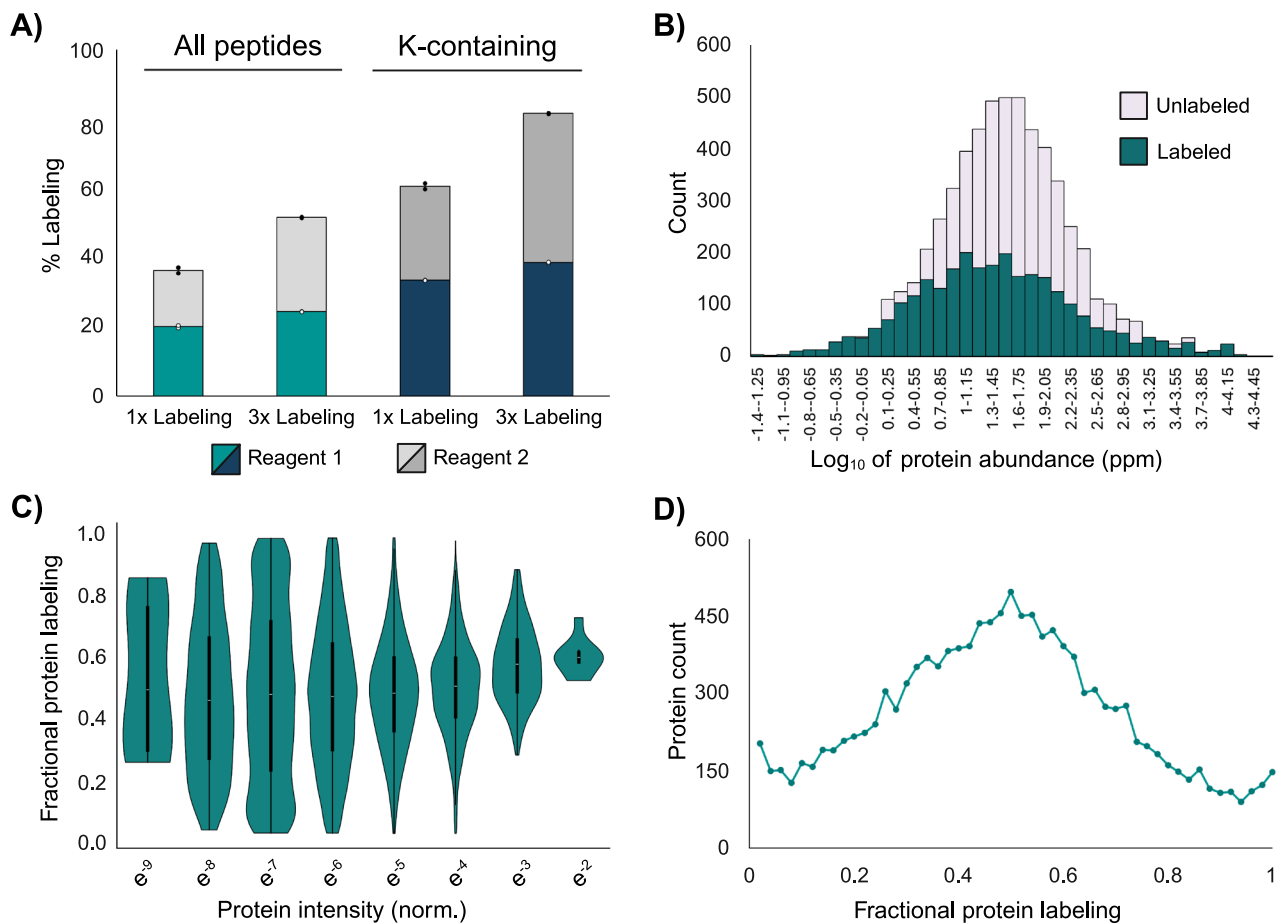 A)
All peptides K-containing
% Labeling
100
80
60
40
20
0
1x Labeling 3x Labeling 1x Labeling 3x Labeling
Reagent 1 Reagent 2
B)
600
500
400
300
200
100
0
Count
Unlabeled
Labeled
-1.4--1.25
-1.1--0.95
-0.8--0.65
-0.5--0.35
-0.2--0.05
0.1-0.25
0.4-0.55
0.7-0.85
1-1.15
1.3-1.45
1.6-1.75
1.9-2.05
2.2-2.35
2.5-2.65
2.8-2.95
3.1-3.25
3.4-3.55
3.7-3.85
4-4.15
4.3-4.45
Log₁₀ of protein abundance (ppm)
C)
Fractional protein labeling
1.0
0.8
0.6
0.4
0.2
0.0
e⁻⁹ e⁻⁸ e⁻⁷ e⁻⁶ e⁻⁵ e⁻⁴ e⁻³ e⁻²
Protein intensity (norm.)
D)
Protein count
600
450
300
150
0
0 0.2 0.4 0.6 0.8 1
Fractional protein labeling